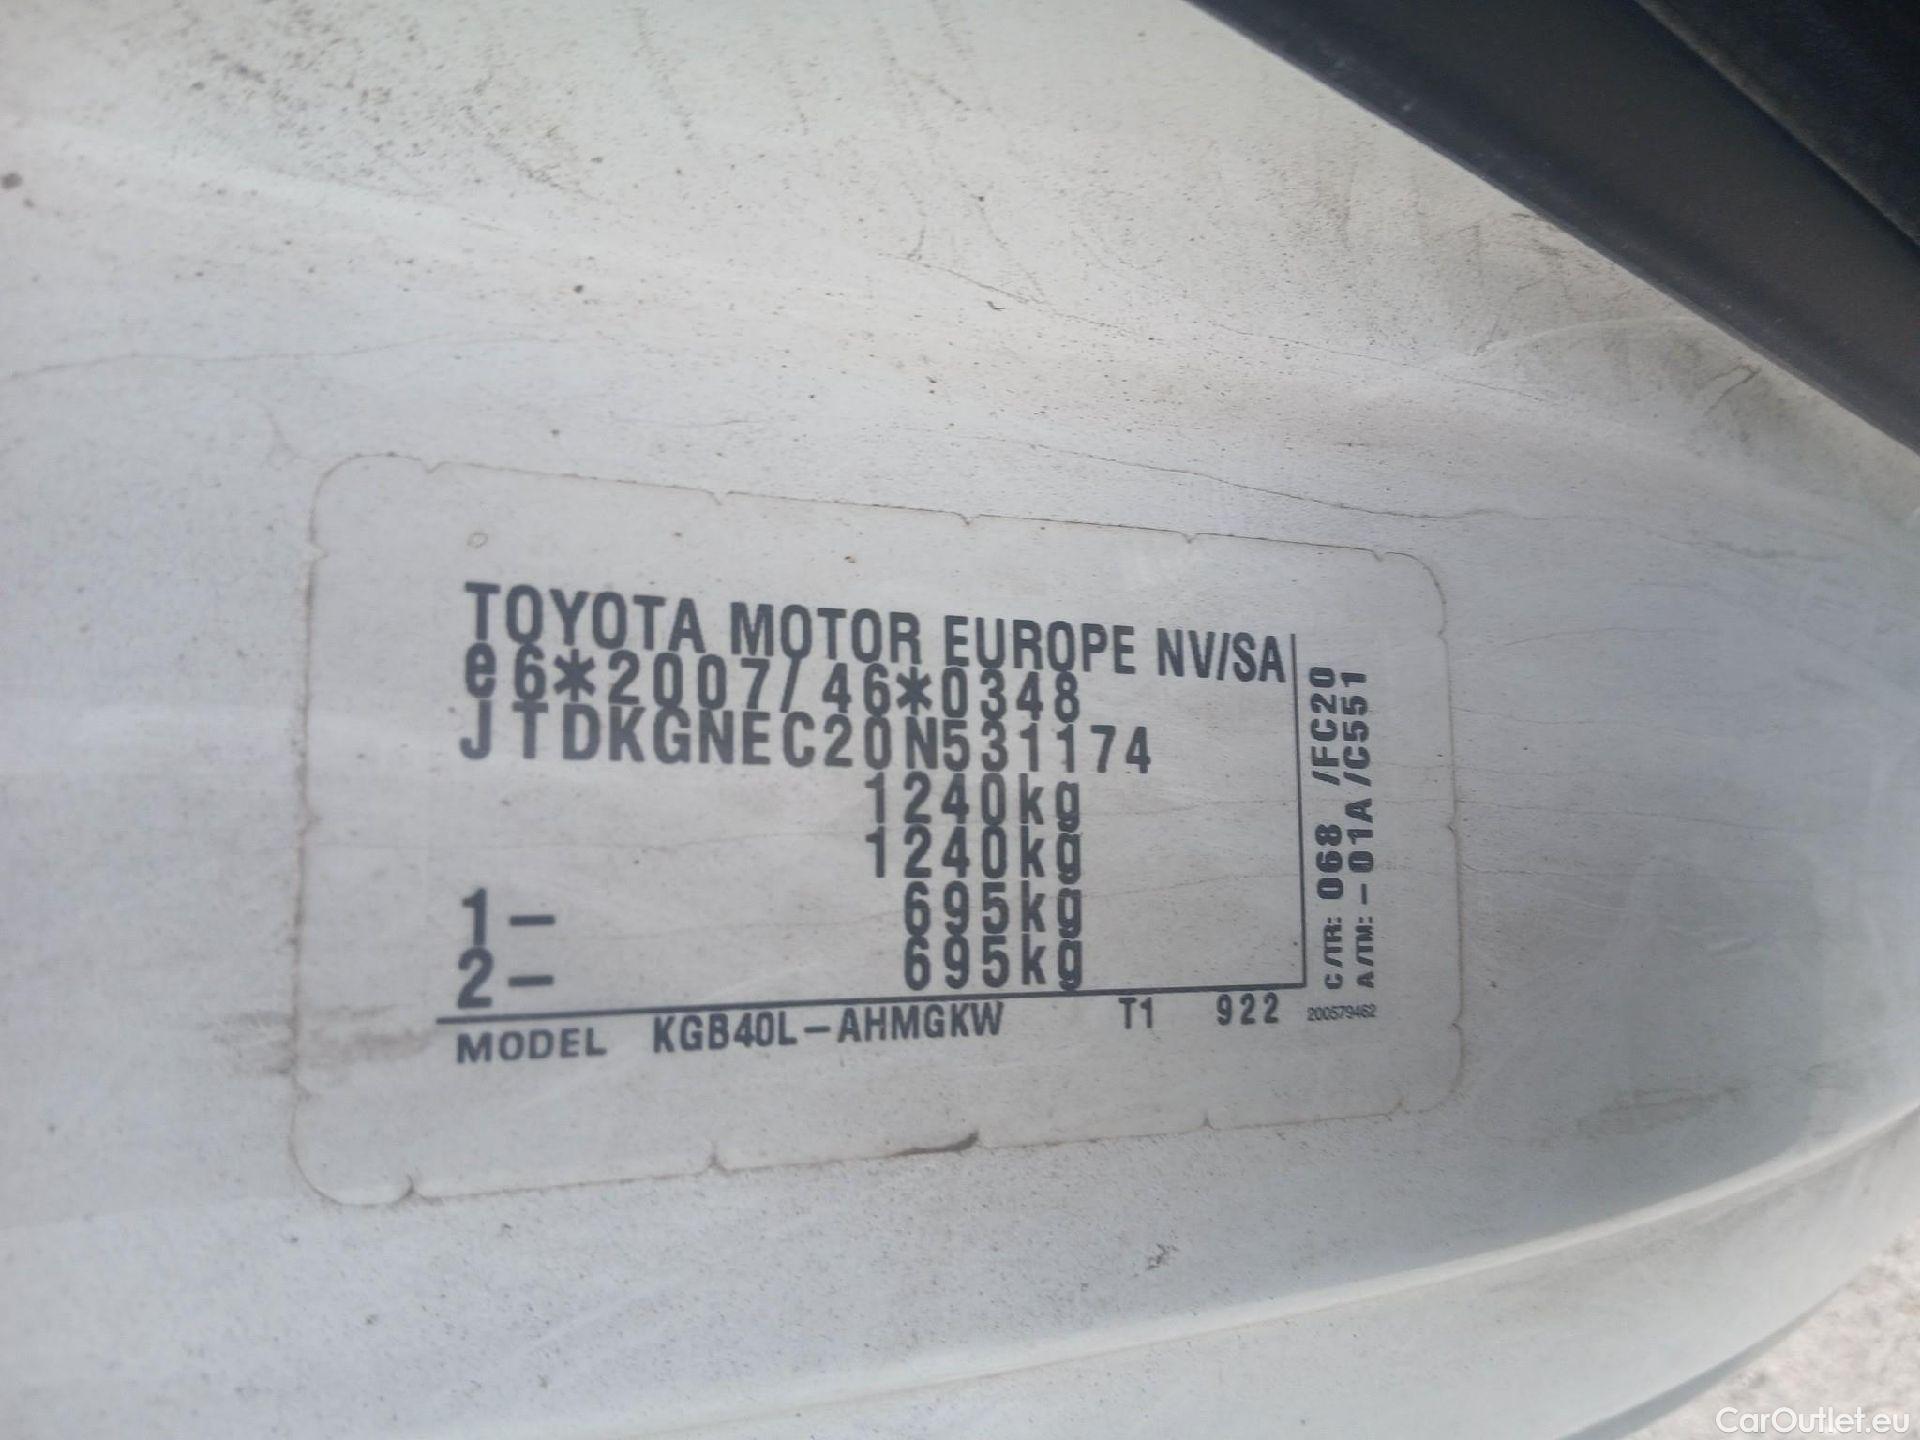 TOYOTA MOTOR EUROPE NV/SA
e6*2007/46*0348
JTDKGNEC20N531174
1240kg
1240kg
1- 695kg
2- 695kg
MODEL KGB40L-AHMGKW T1 922
C/TR: 068 /FC20
A/TM: -01A /C551
200579462
CarOutlet.eu